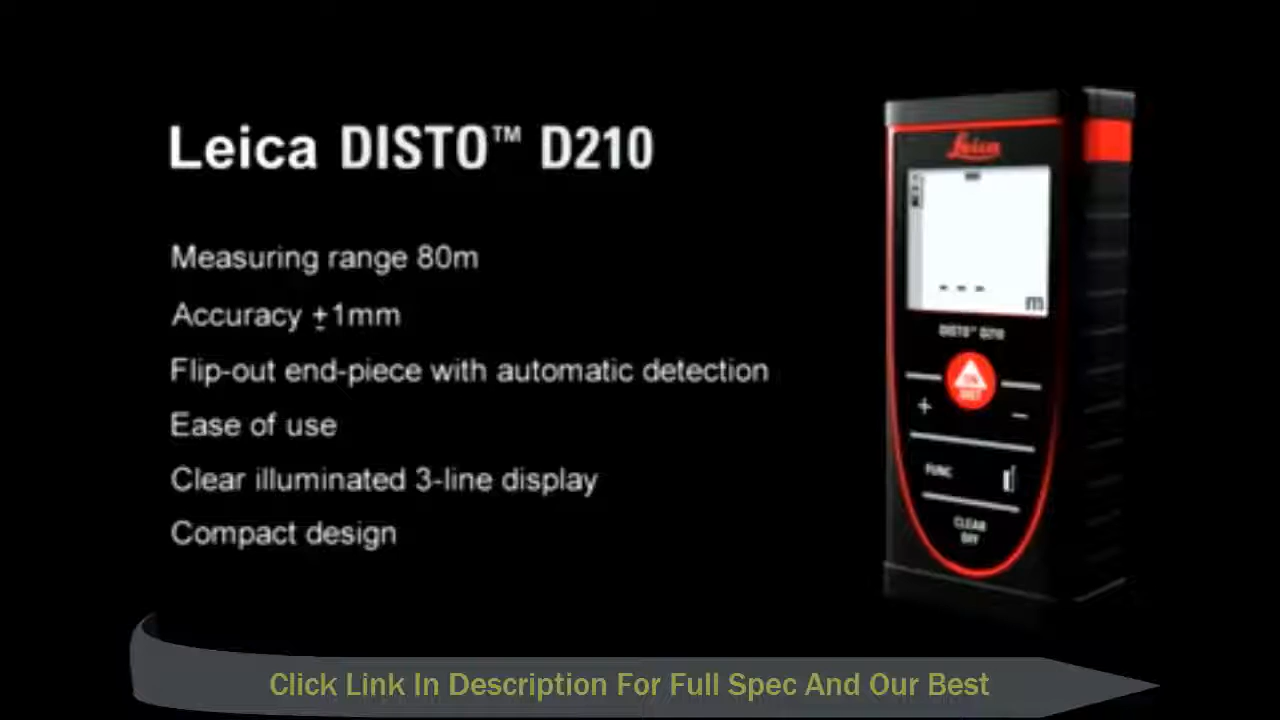 Leica DISTO™ D210
Measuring range 80m
Accuracy ±1mm
Flip-out end-piece with automatic detection
Ease of use
Clear illuminated 3-line display
Compact design
Leica
m
DISTO™ D210
ON
DIST
+ −
FUNC
CLEAR
OFF
Click Link In Description For Full Spec And Our Best